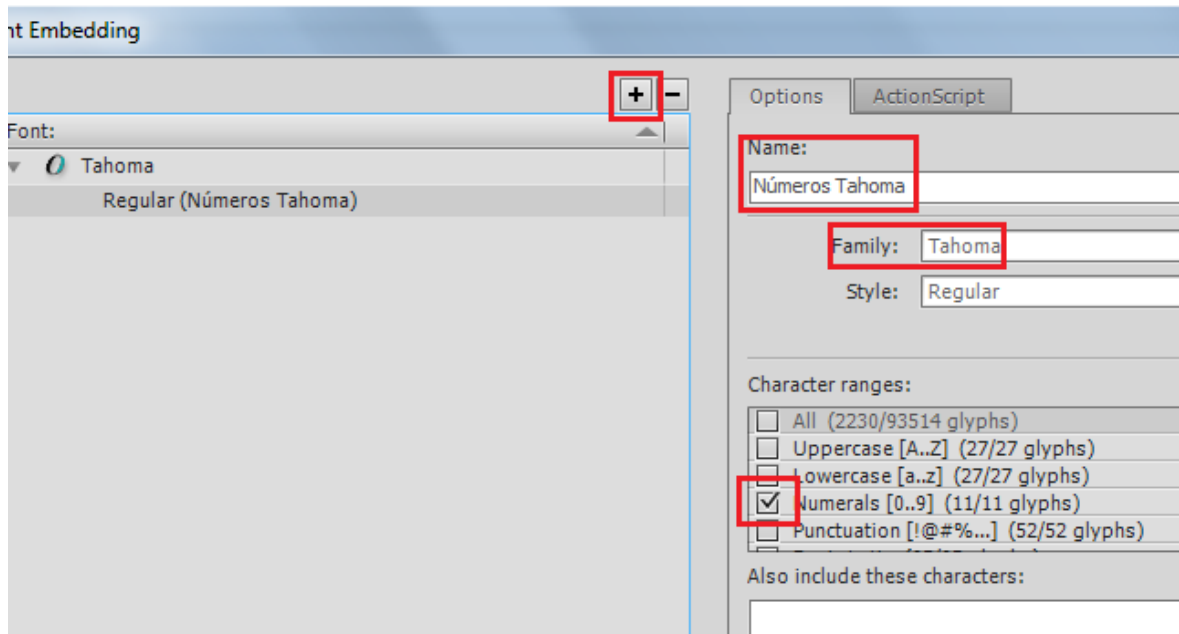 nt Embedding
+ −
Options ActionScript
Font:
Name:
Tahoma
Números Tahoma
Regular (Números Tahoma)
Family: Tahoma
Style: Regular
Character ranges:
All (2230/93514 glyphs)
Uppercase [A..Z] (27/27 glyphs)
Lowercase [a..z] (27/27 glyphs)
Numerals [0..9] (11/11 glyphs)
Punctuation [!@#%...] (52/52 glyphs)
Also include these characters: